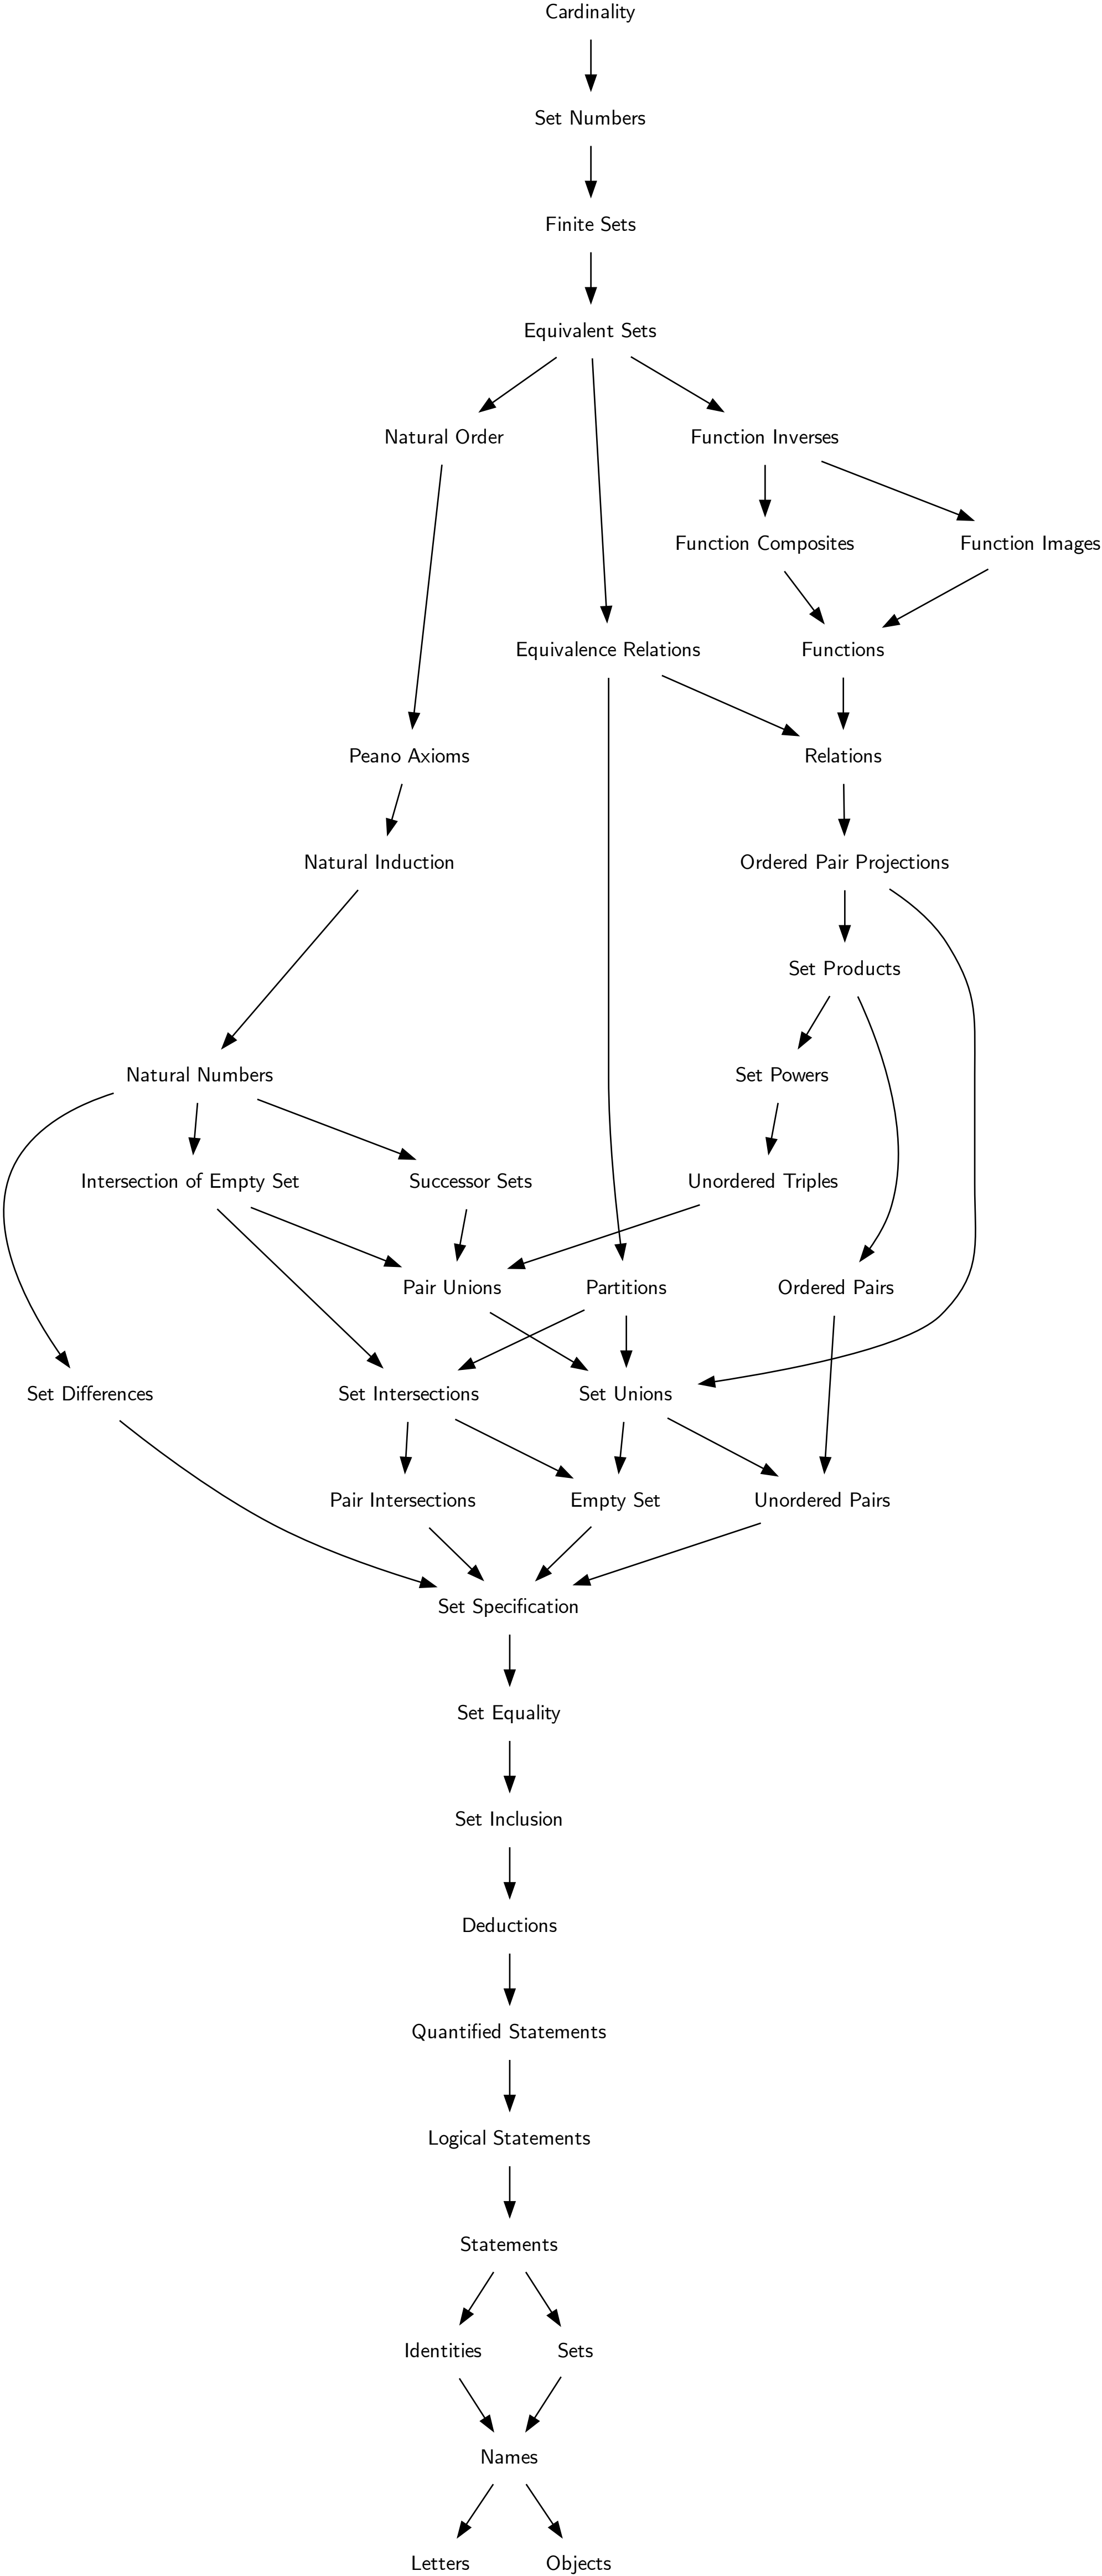 Cardinality
Set Numbers
Finite Sets
Equivalent Sets
Natural Order
Function Inverses
Function Composites
Function Images
Equivalence Relations
Functions
Peano Axioms
Relations
Natural Induction
Ordered Pair Projections
Set Products
Natural Numbers
Set Powers
Intersection of Empty Set
Successor Sets
Unordered Triples
Pair Unions
Partitions
Ordered Pairs
Set Differences
Set Intersections
Set Unions
Pair Intersections
Empty Set
Unordered Pairs
Set Specification
Set Equality
Set Inclusion
Deductions
Quantified Statements
Logical Statements
Statements
Identities
Sets
Names
Letters
Objects